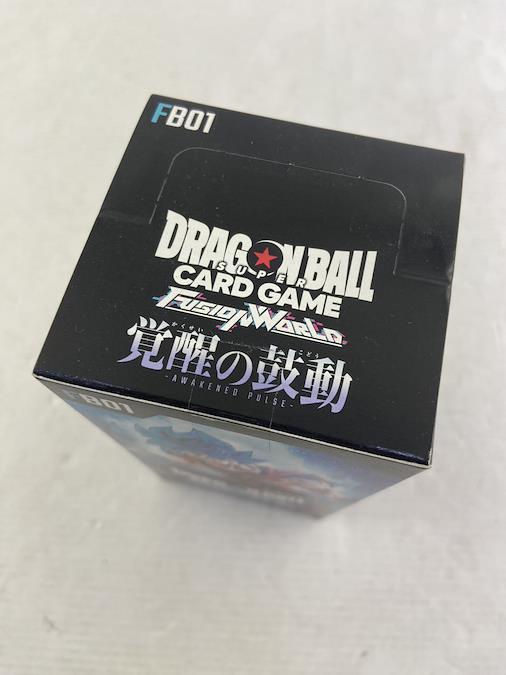 FB01
DRAGON BALL
SUPER
CARD GAME
FUSION WORLD
かくせい こどう
覚醒の鼓動
-AWAKENED PULSE-
FB01